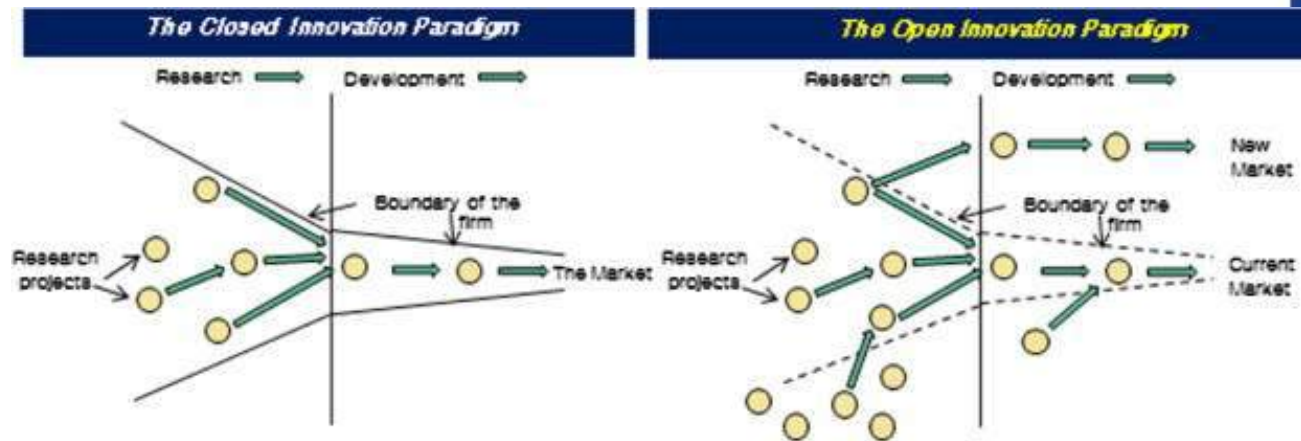 The Closed Innovation Paradigm
Research
Development
Boundary of the
firm
Research
projects
The Market
The Open Innovation Paradigm
Research
Development
New
Market
Boundary of the
firm
Research
projects
Current
Market